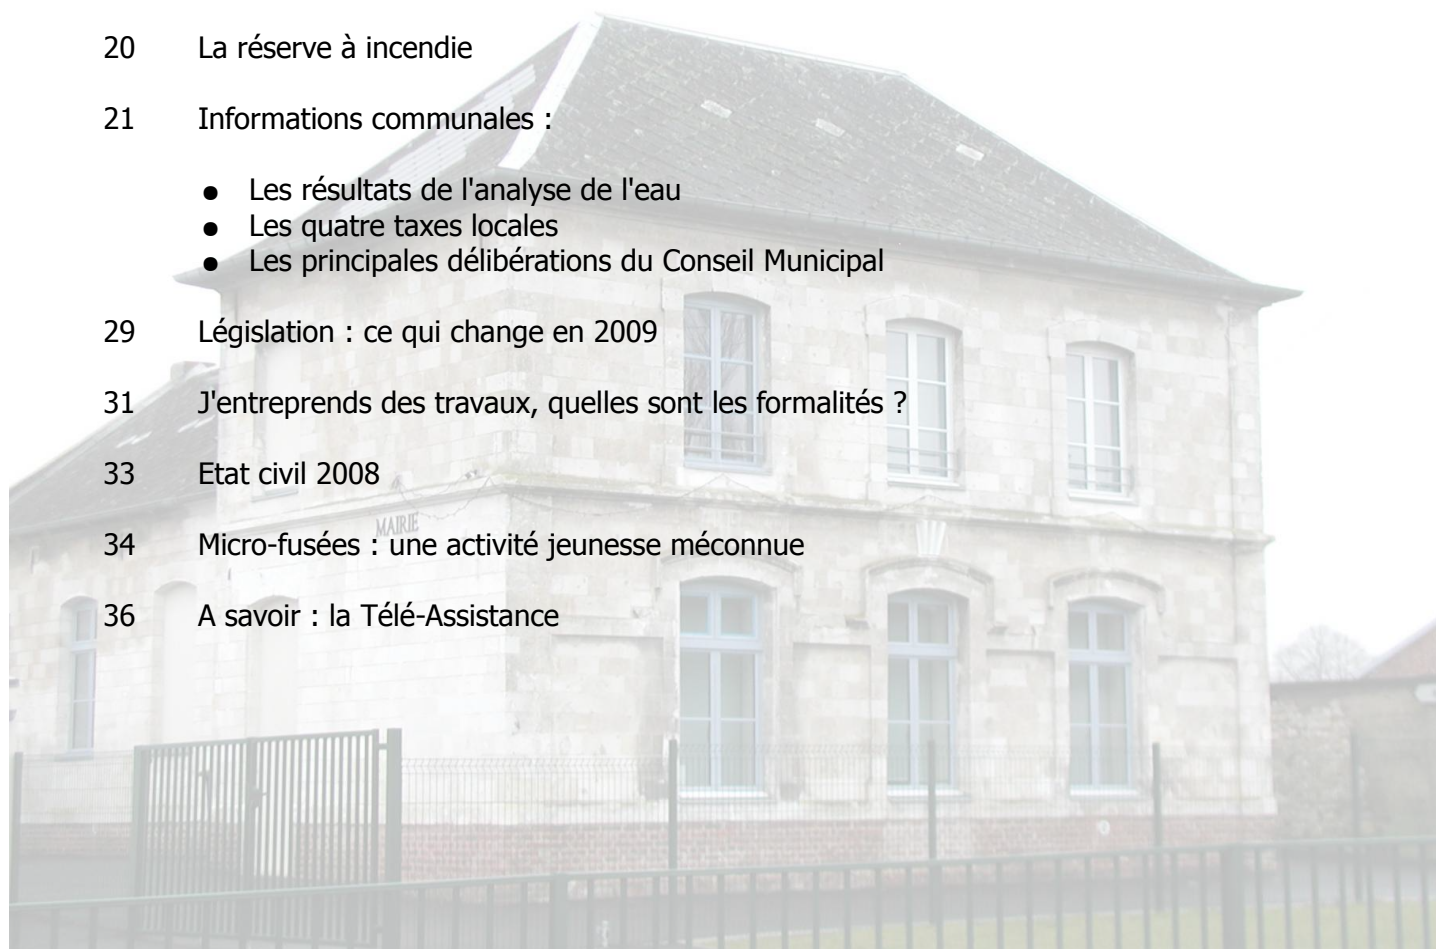 20 La réserve à incendie
21 Informations communales :
● Les résultats de l'analyse de l'eau
● Les quatre taxes locales
● Les principales délibérations du Conseil Municipal
29 Législation : ce qui change en 2009
31 J'entreprends des travaux, quelles sont les formalités ?
33 Etat civil 2008
MAIRIE
34 Micro-fusées : une activité jeunesse méconnue
36 A savoir : la Télé-Assistance